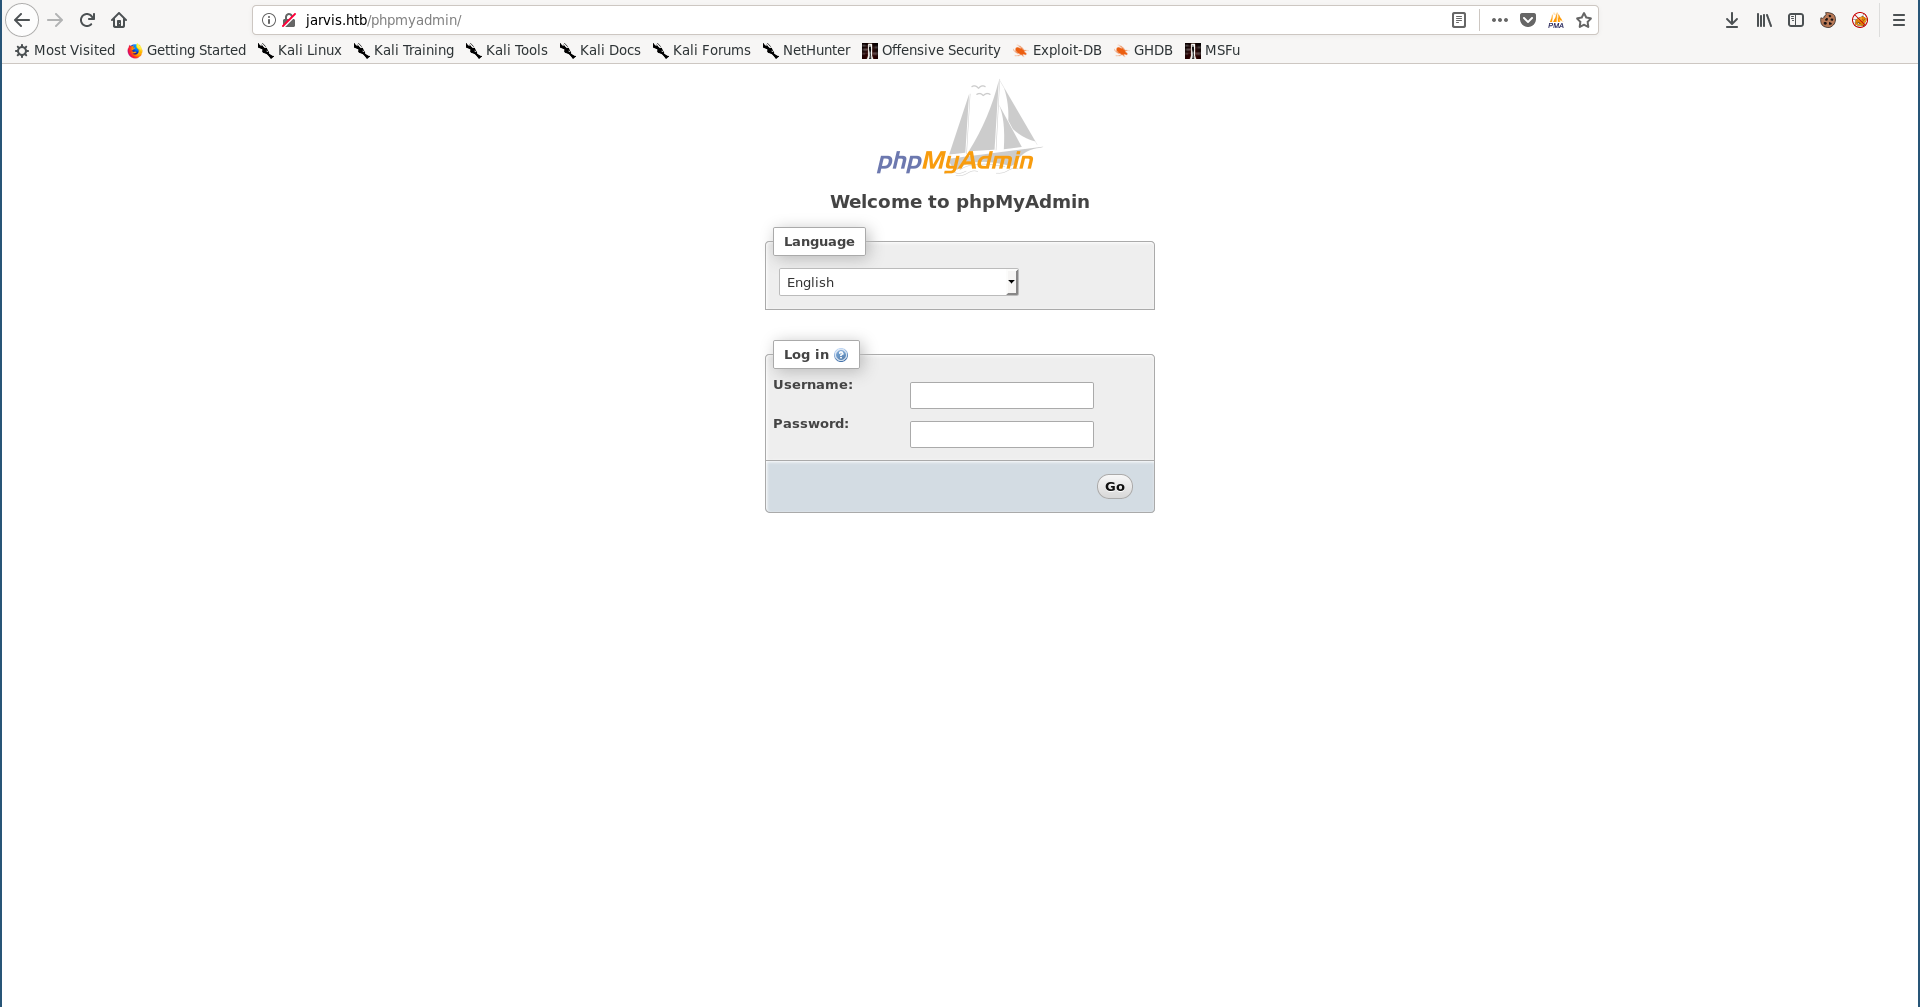 jarvis.htb/phpmyadmin/
PMA
Most Visited Getting Started Kali Linux Kali Training Kali Tools Kali Docs Kali Forums NetHunter Offensive Security Exploit-DB GHDB MSFu
phpMyAdmin
Welcome to phpMyAdmin
Language
English
Log in
Username:
Password:
Go